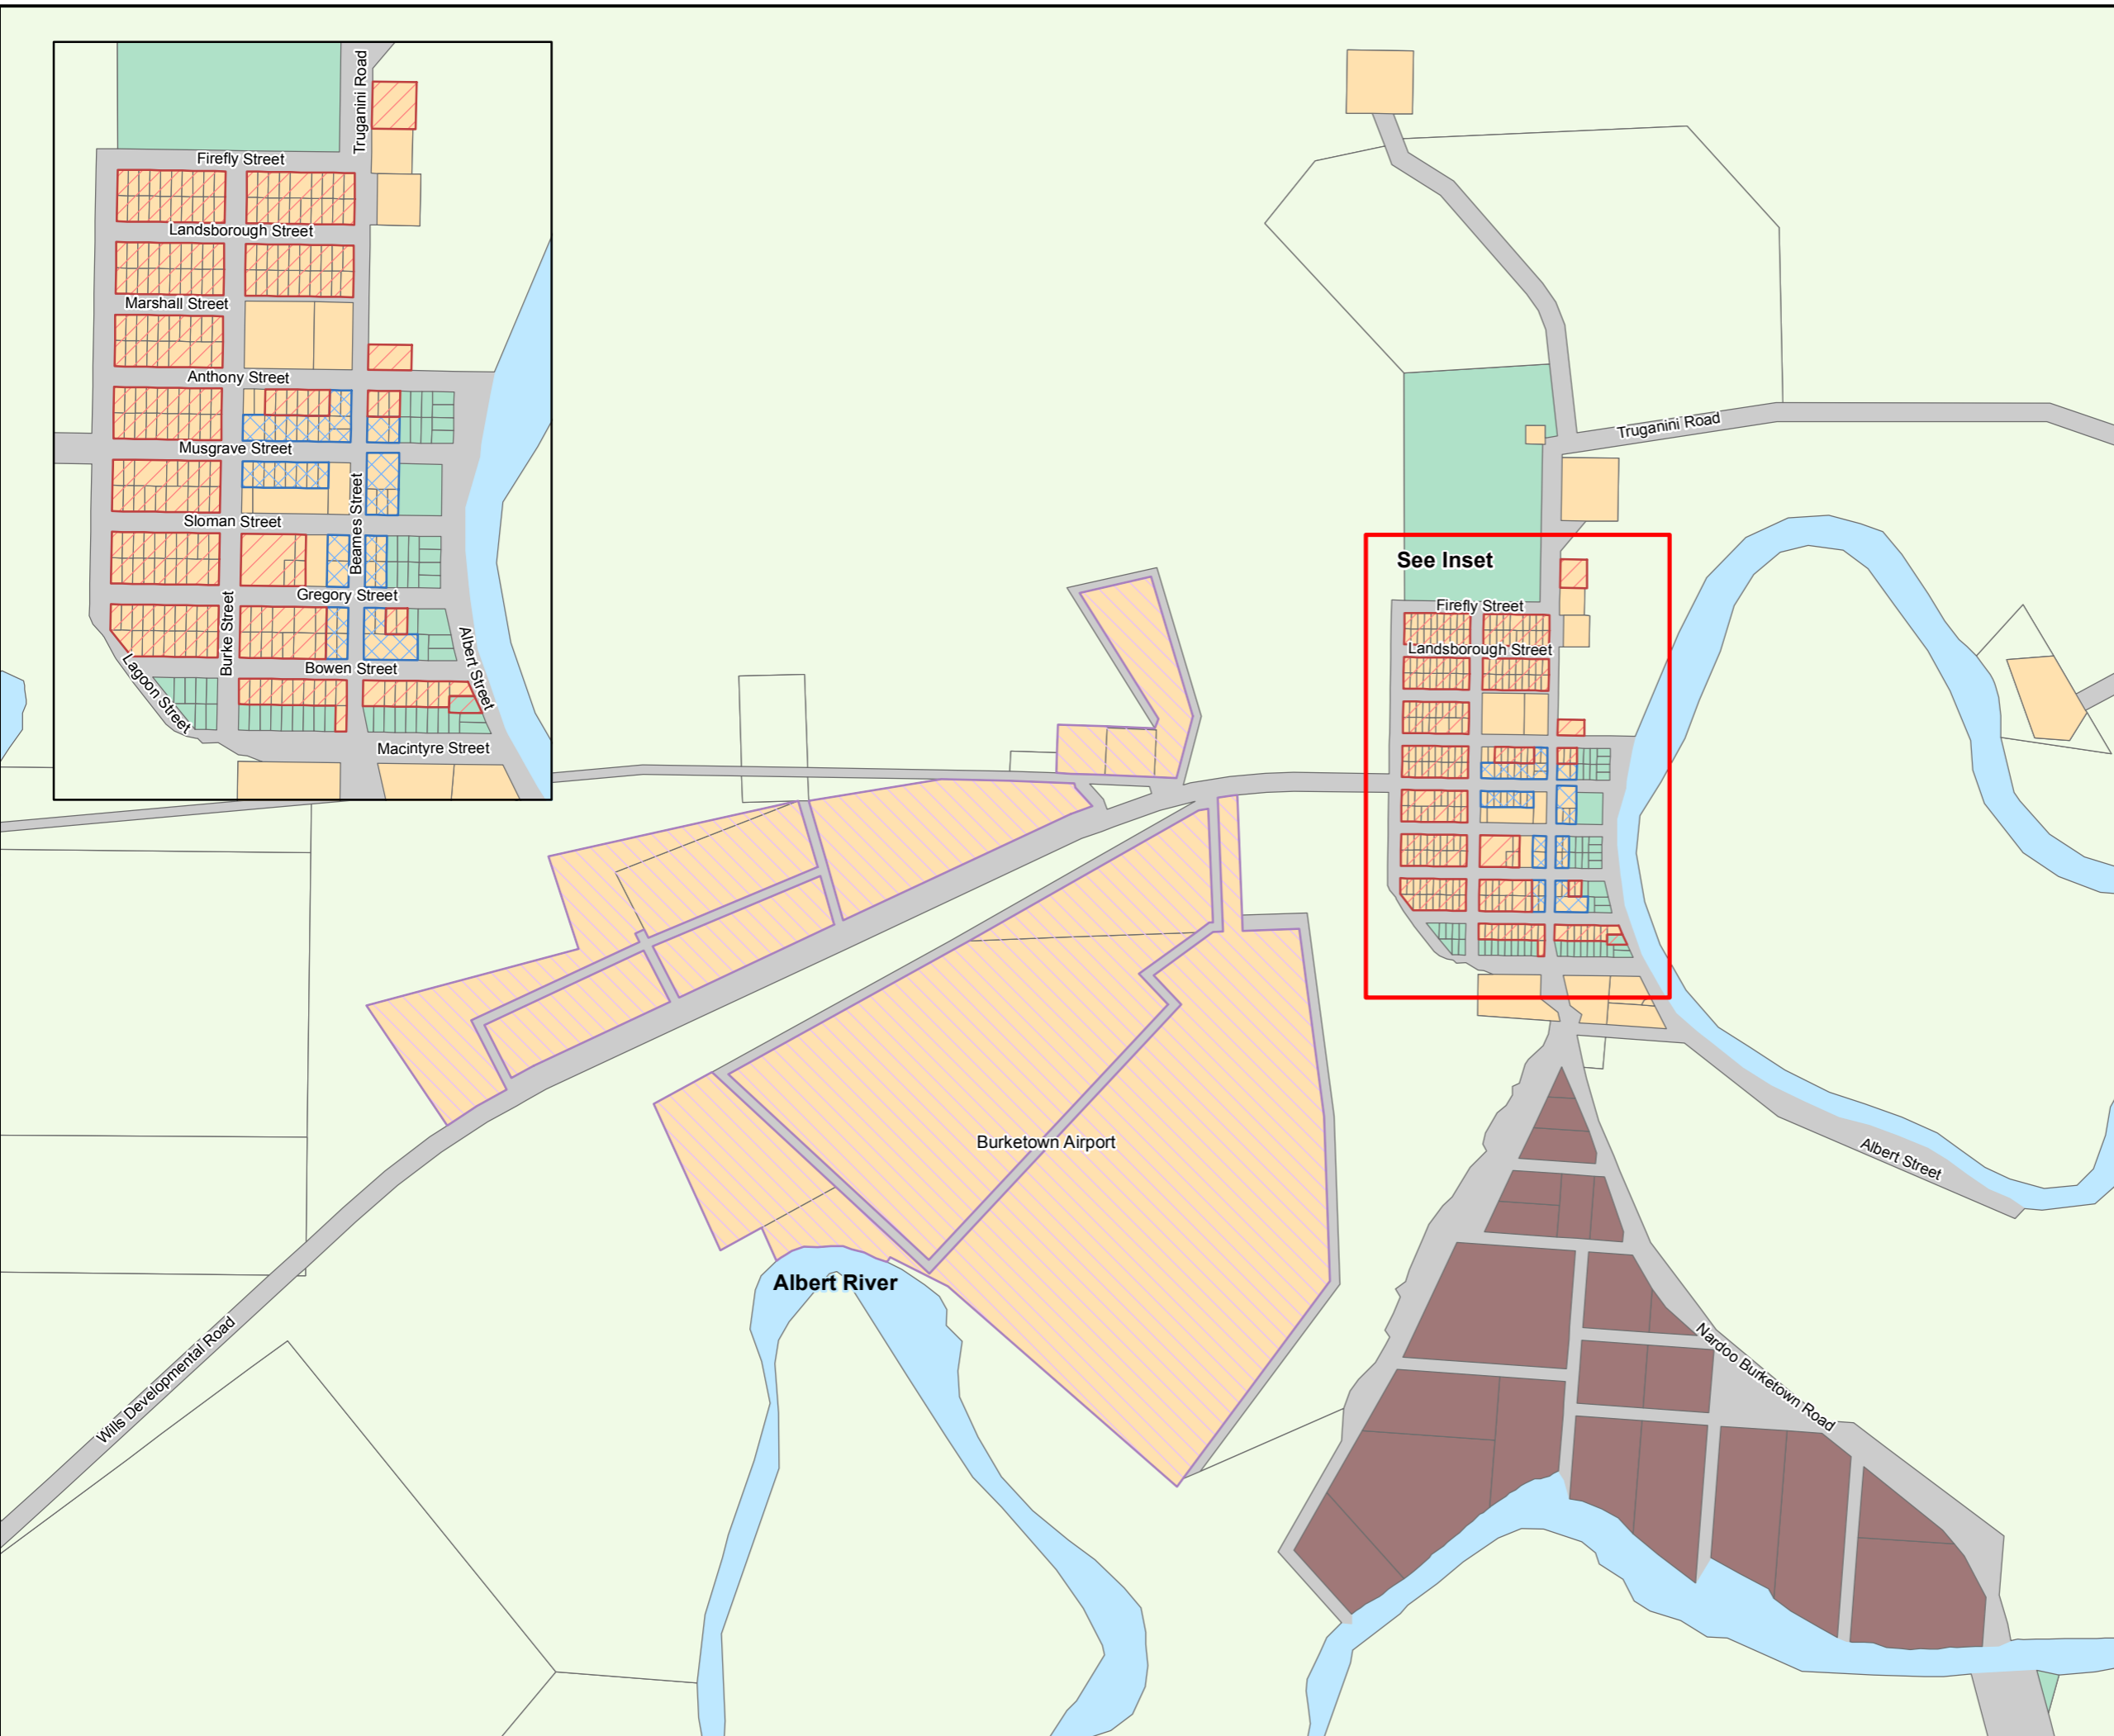 Truganini Road
Firefly Street
Landsborough Street
Marshall Street
Anthony Street
Musgrave Street
Beames Street
Sloman Street
Gregory Street
Burke Street
Albert Street
Lagoon Street
Bowen Street
Macintyre Street
Truganini Road
See Inset
Firefly Street
Landsborough Street
Burketown Airport
Albert Street
Albert River
Wills Developmental Road
Nardoo Burketown Road